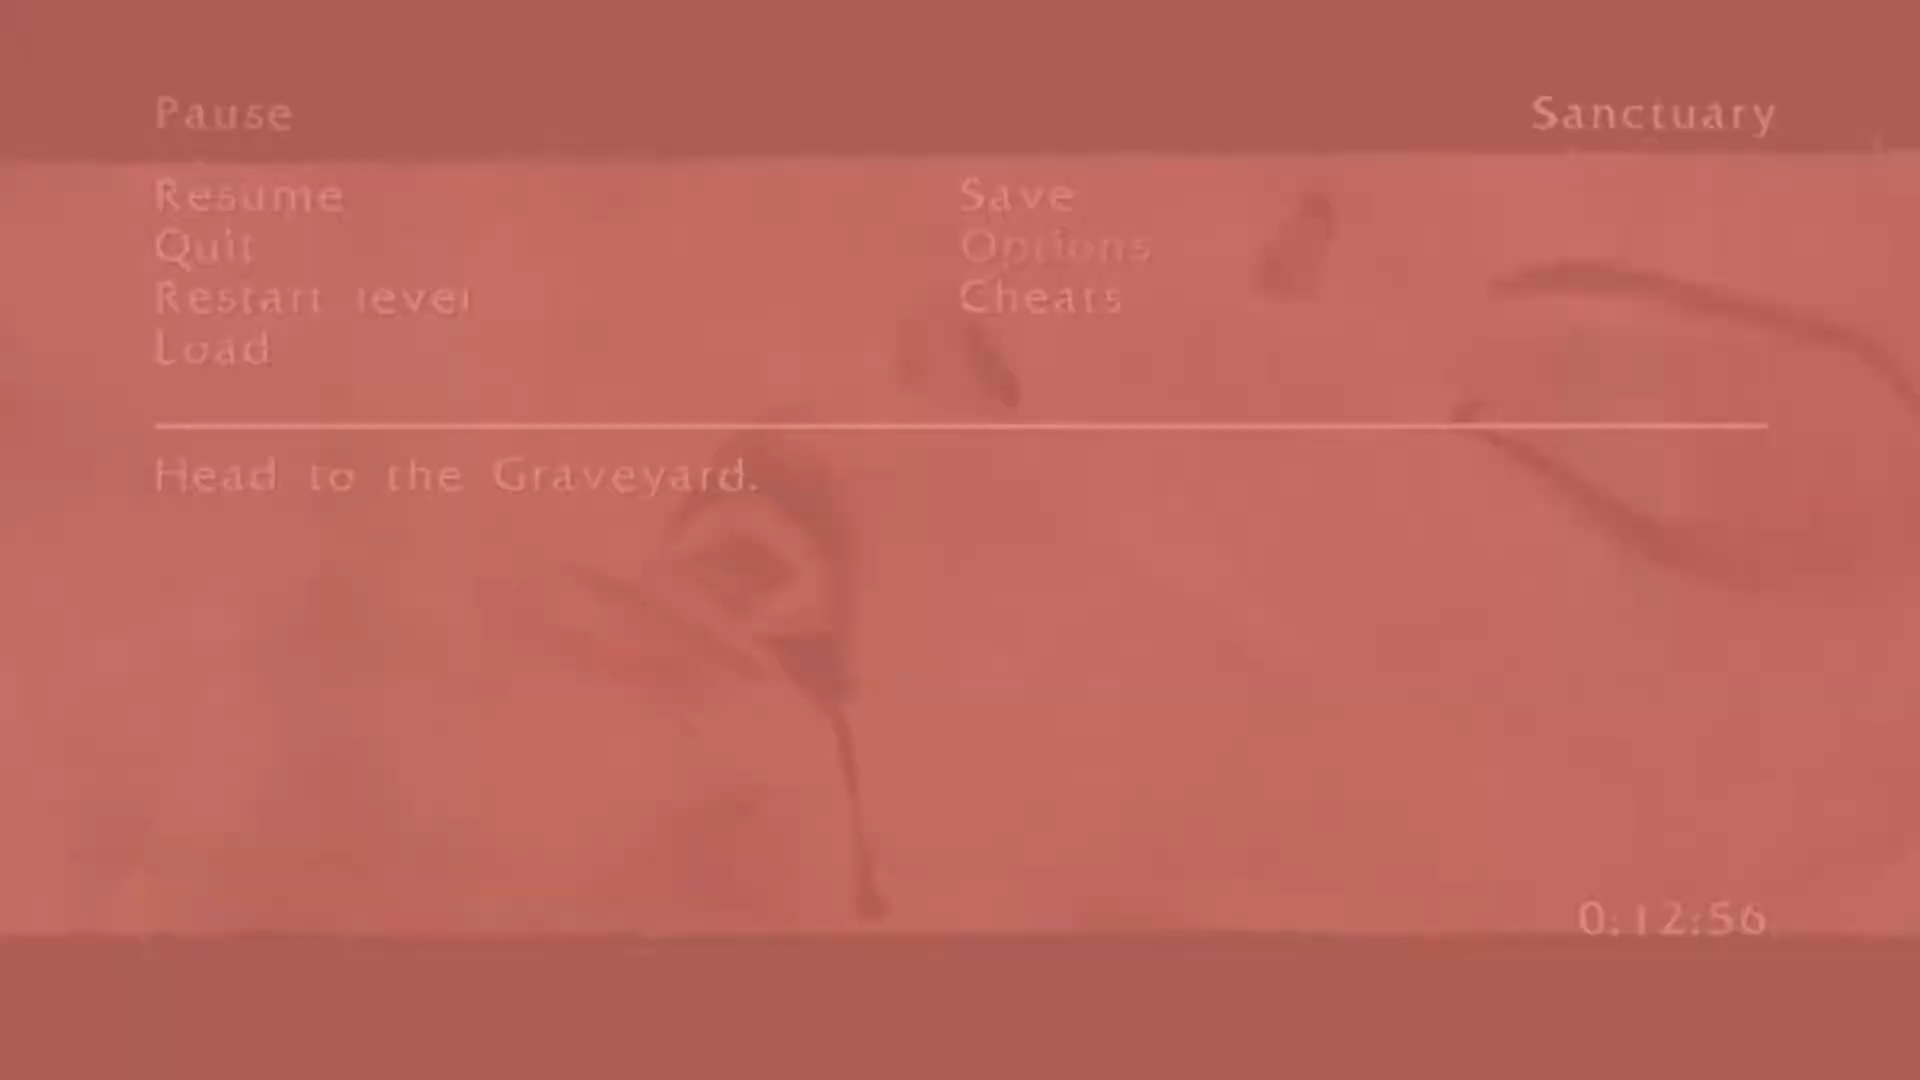 Pause
Sanctuary
Resume
Save
Quit
Options
Restart level
Cheats
Load
Head to the Graveyard.
0:12:56